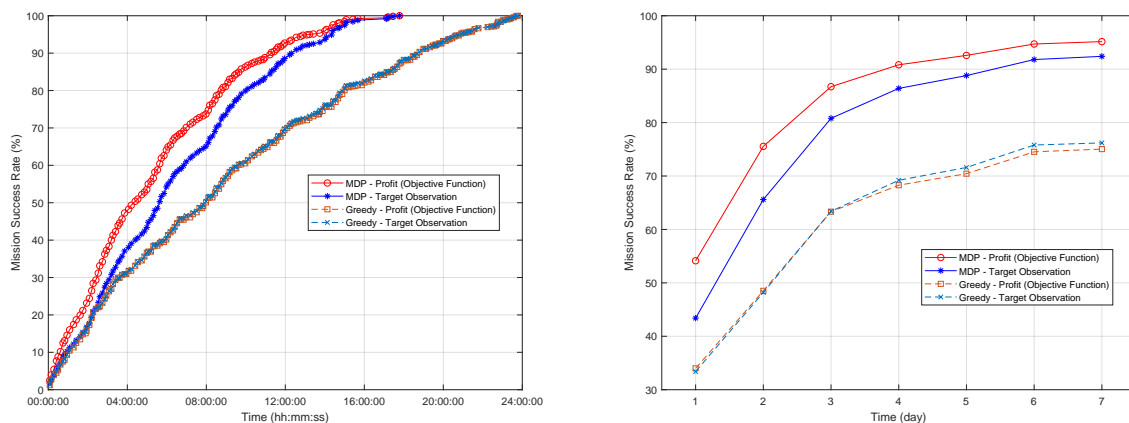 100
90
80
70
60
50
40
30
20
10
0
Mission Success Rate (%)
MDP - Profit (Objective Function)
MDP - Target Observation
Greedy - Profit (Objective Function)
Greedy - Target Observation
00:00:00 04:00:00 08:00:00 12:00:00 16:00:00 20:00:00 24:00:00
Time (hh:mm:ss)
100
90
80
70
60
50
40
30
Mission Success Rate (%)
MDP - Profit (Objective Function)
MDP - Target Observation
Greedy - Profit (Objective Function)
Greedy - Target Observation
1 2 3 4 5 6 7
Time (day)